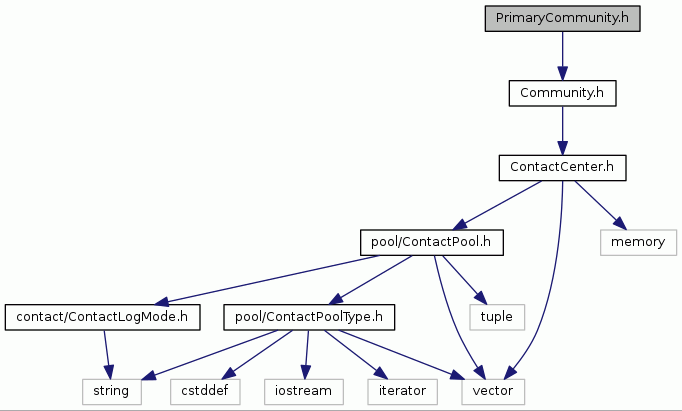 PrimaryCommunity.h
Community.h
ContactCenter.h
pool/ContactPool.h
memory
contact/ContactLogMode.h
pool/ContactPoolType.h
tuple
string
cstddef
iostream
iterator
vector